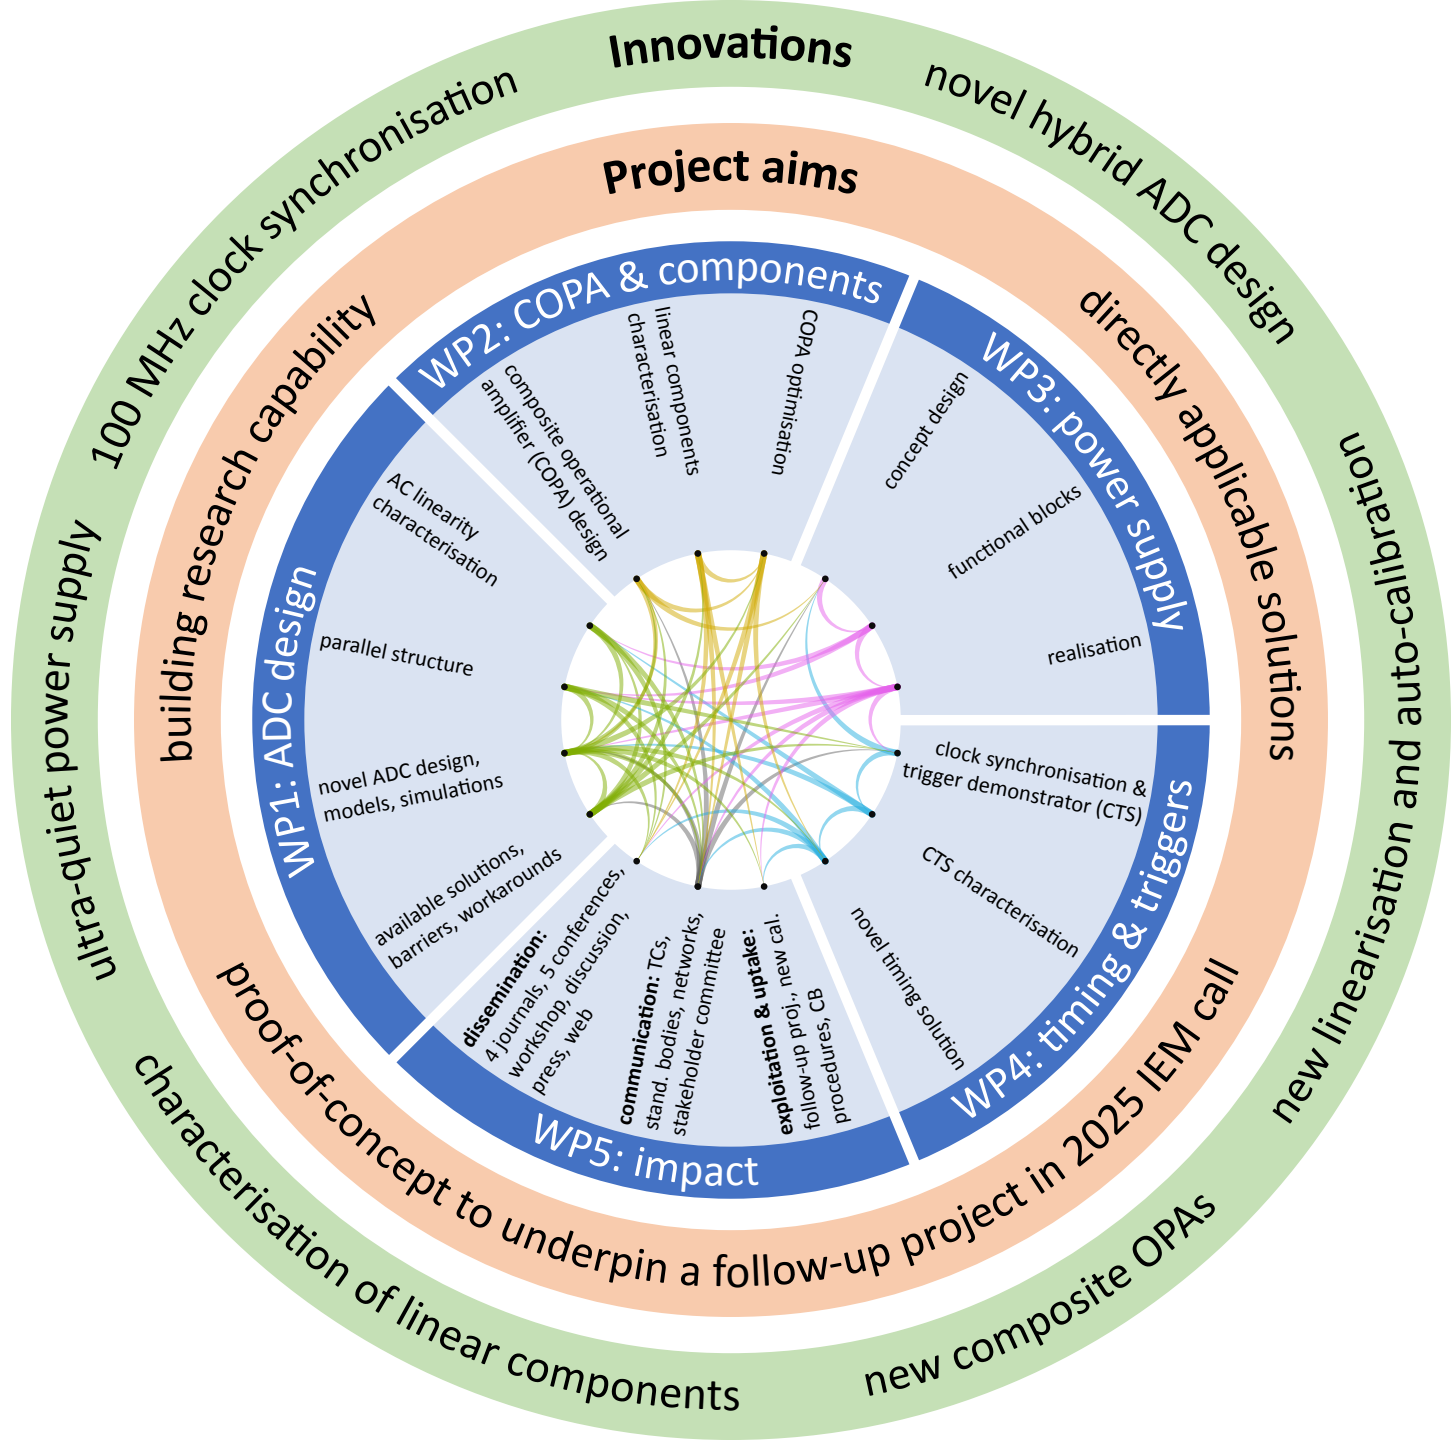 Innovations
novel hybrid ADC design
new linearisation and auto-calibration
new composite OPAs
characterisation of linear components
ultra-quiet power supply
100 MHz clock synchronisation
Project aims
directly applicable solutions
proof-of-concept to underpin a follow-up project in 2025 IEM call
building research capability
WP1: ADC design
AC linearity
characterisation
parallel structure
novel ADC design,
models, simulations
available solutions,
barriers, workarounds
WP2: COPA & components
composite operational
amplifier (COPA) design
linear components
characterisation
COPA optimisation
WP3: power supply
concept design
functional blocks
realisation
WP4: timing & triggers
clock synchronisation &
trigger demonstrator (CTS)
CTS characterisation
novel timing solution
WP5: impact
dissemination:
4 journals, 5 conferences,
workshop, discussion,
press, web
communication: TCs,
stand. bodies, networks,
stakeholder committee
exploitation & uptake:
follow-up proj., new cal.
procedures, CB